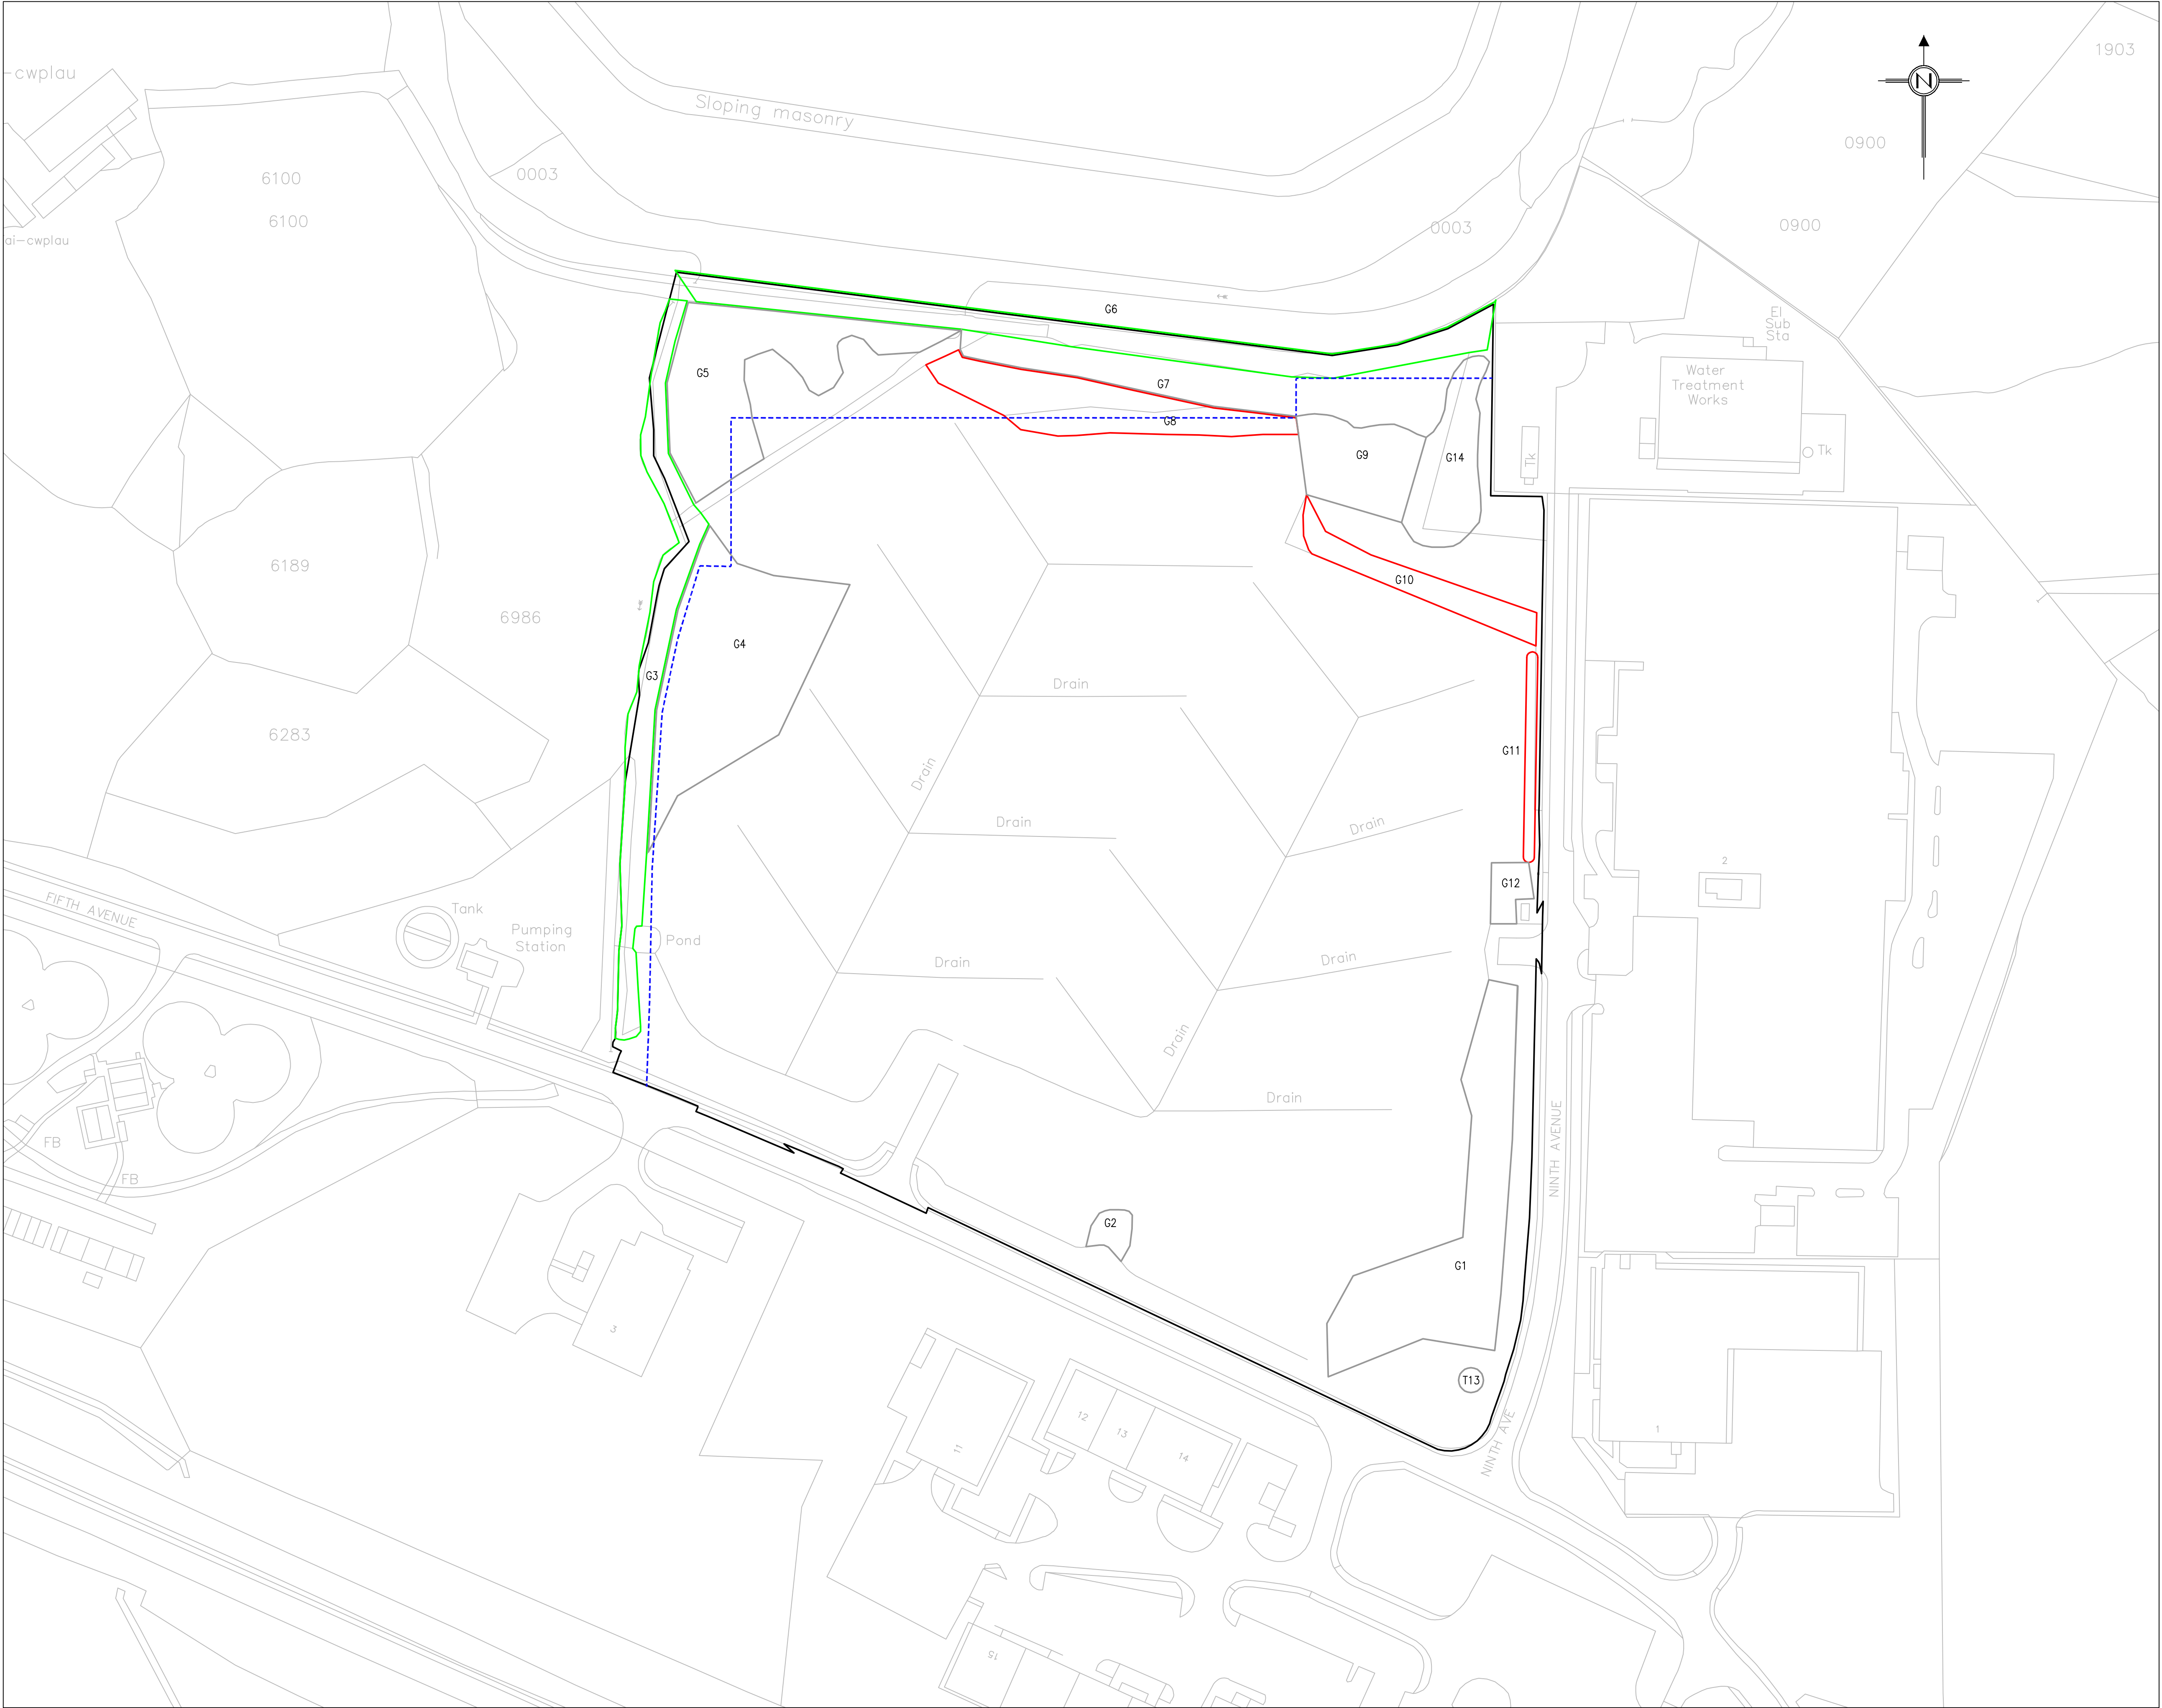 -cwplau
ai-cwplau
6100
6100
0003
Sloping masonry
0003
N
1903
0900
0900
El
Sub
Sta
Water
Treatment
Works
Tk
Tk
G6
G5
G7
G8
G9
G14
G10
G4
G3
6189
6986
6283
Drain
Drain
Drain
Drain
Drain
Drain
Drain
Drain
Drain
G11
G12
2
FIFTH AVENUE
Tank
Pumping
Station
Pond
FB
FB
NINTH AVENUE
G2
G1
T13
NINTH AVE
3
11
12
13
14
15
1